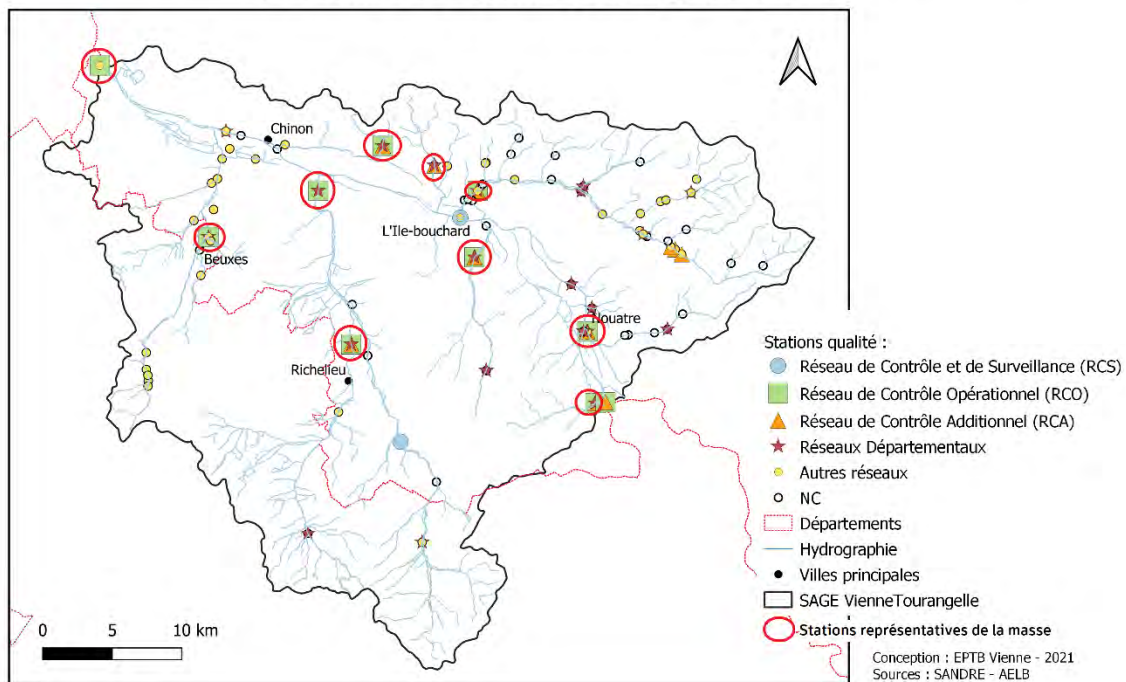 Chinon
L'Ile-bouchard
Beuxes
Nouatre
Richelieu
Stations qualité :
Réseau de Contrôle et de Surveillance (RCS)
Réseau de Contrôle Opérationnel (RCO)
Réseau de Contrôle Additionnel (RCA)
Réseaux Départementaux
Autres réseaux
NC
Départements
Hydrographie
Villes principales
SAGE VienneTourangelle
Stations représentatives de la masse
0 5 10 km
Conception : EPTB Vienne - 2021
Sources : SANDRE - AELB